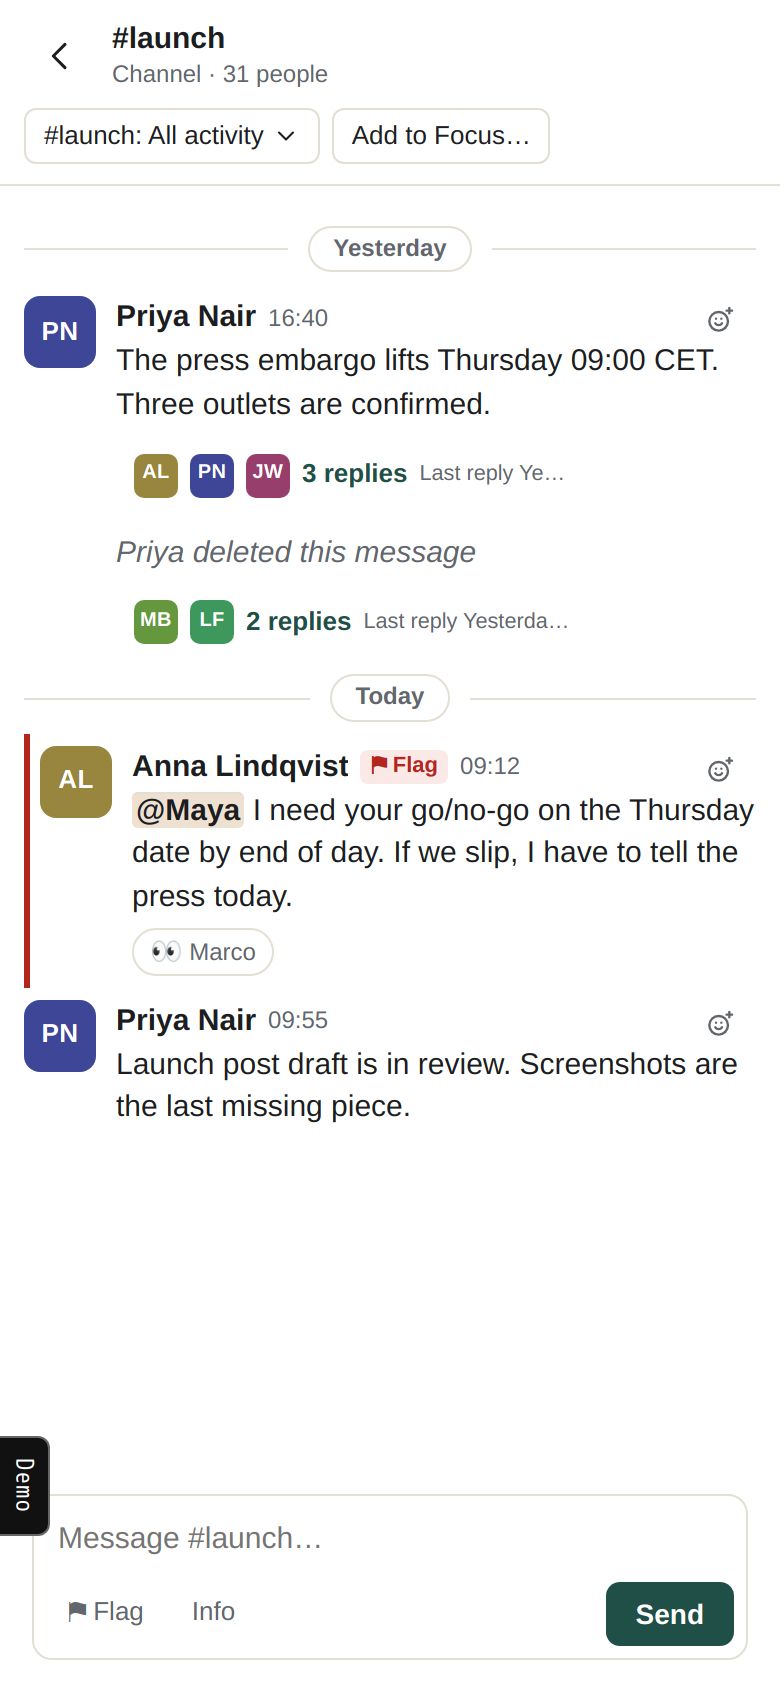 #launch
Channel · 31 people
#launch: All activity
Add to Focus…
Yesterday
PN
Priya Nair 16:40
The press embargo lifts Thursday 09:00 CET.
Three outlets are confirmed.
AL PN JW 3 replies Last reply Ye…
Priya deleted this message
MB LF 2 replies Last reply Yesterda…
Today
AL
Anna Lindqvist Flag 09:12
@Maya I need your go/no-go on the Thursday
date by end of day. If we slip, I have to tell the
press today.
👀 Marco
PN
Priya Nair 09:55
Launch post draft is in review. Screenshots are
the last missing piece.
Demo
Message #launch…
Flag Info Send